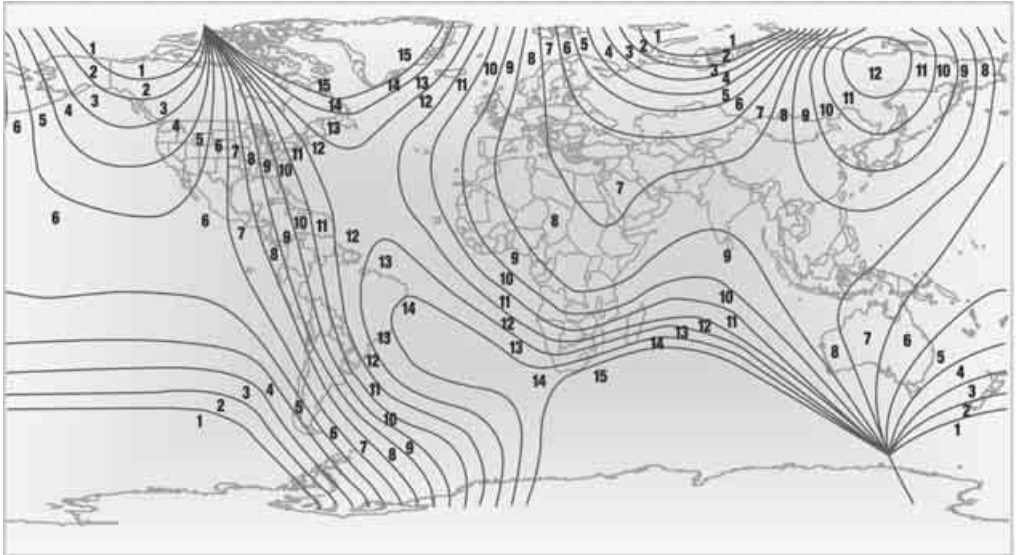 1 15 1
1 5 2 1
2 1 7 6 4 3 2
2 15 14 13 11 10 9 8 3 12 11 10 9 8
4 3 3 14 12 4
6 5 4 13 5 6 7 8 9 10 11
5 6 7 8 9 10 11 12
6 6 7 8 9 10 11 12 13 7 8 9 9
10
14 11 10
13 12 13 12 11
13 14 7 6
12 14 15 8 5
3 4 11 4
2 5 10 3
1 6 7 8 9 2
1